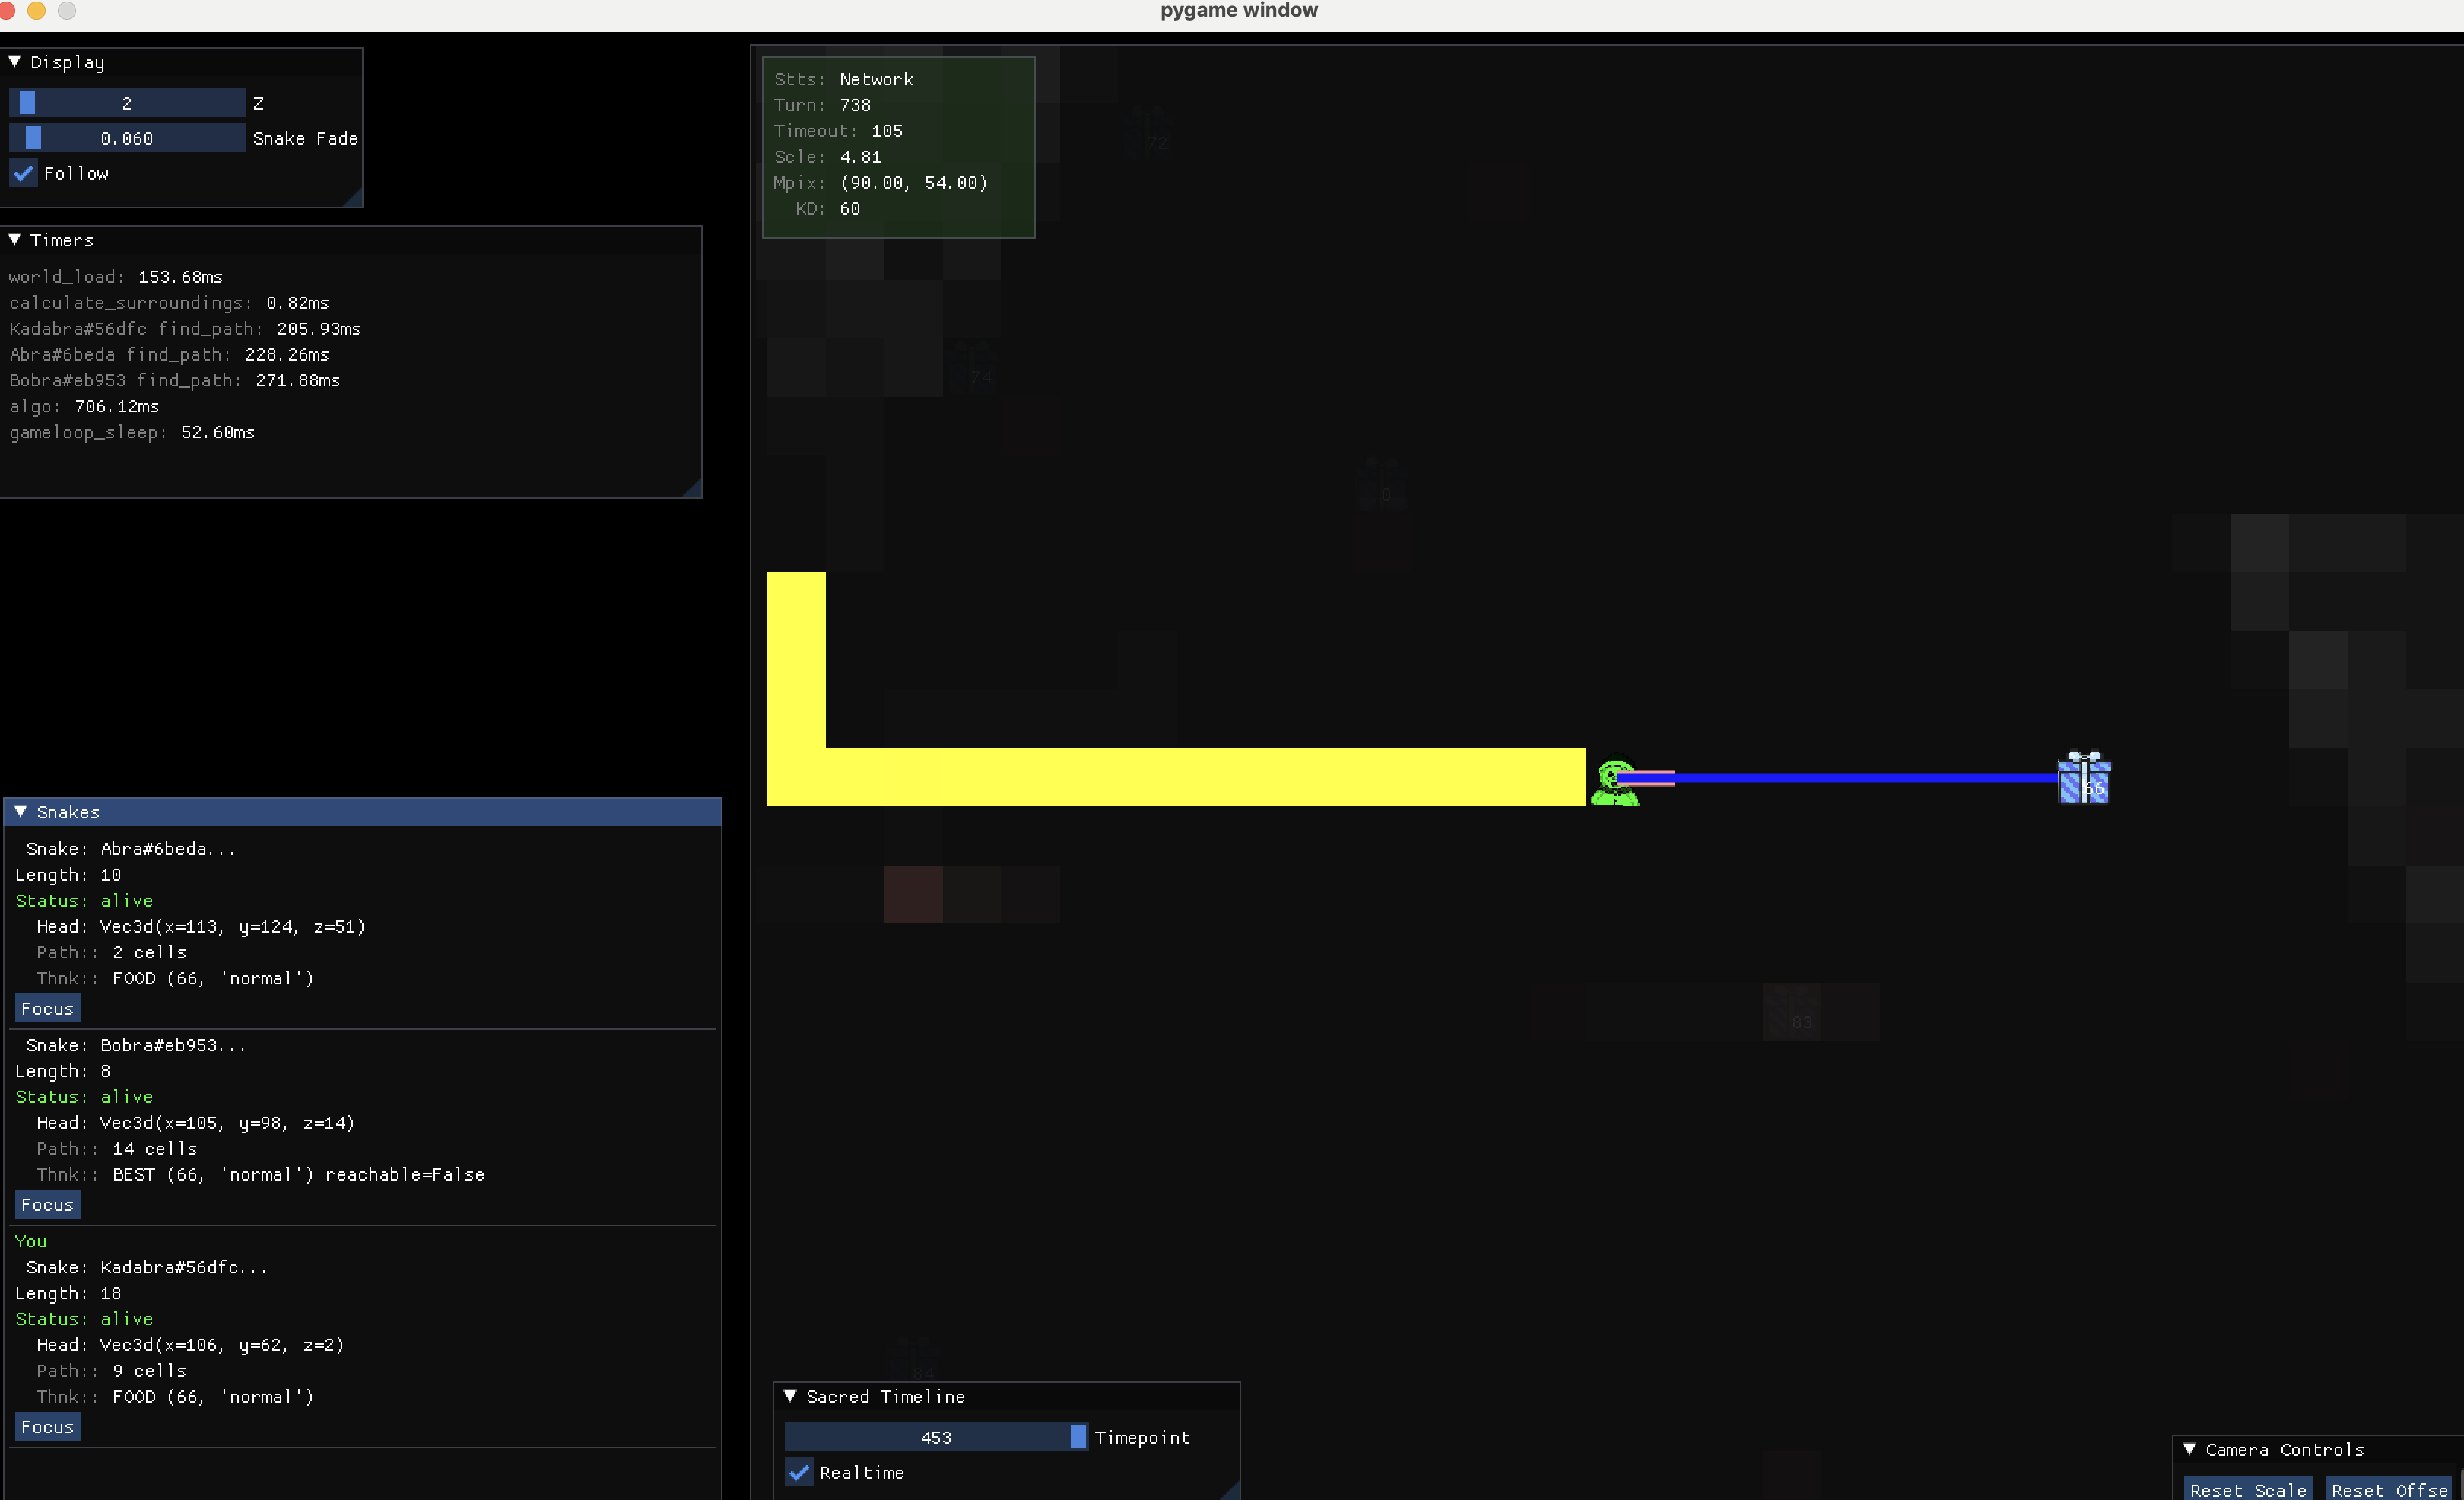 pygame window
Display
2 Z
0.060 Snake Fade
Follow
Timers
world_load: 153.68ms
calculate_surroundings: 0.82ms
Kadabra#56dfc find_path: 205.93ms
Abra#6beda find_path: 228.26ms
Bobra#eb953 find_path: 271.88ms
algo: 706.12ms
gameloop_sleep: 52.60ms
Snakes
Snake: Abra#6beda...
Length: 10
Status: alive
Head: Vec3d(x=113, y=124, z=51)
Path:: 2 cells
Thnk:: FOOD (66, 'normal')
Focus
Snake: Bobra#eb953...
Length: 8
Status: alive
Head: Vec3d(x=105, y=98, z=14)
Path:: 14 cells
Thnk:: BEST (66, 'normal') reachable=False
Focus
You
Snake: Kadabra#56dfc...
Length: 18
Status: alive
Head: Vec3d(x=106, y=62, z=2)
Path:: 9 cells
Thnk:: FOOD (66, 'normal')
Focus
Stts: Network
Turn: 738
Timeout: 105
Scle: 4.81
Mpix: (90.00, 54.00)
KD: 60
72
74
66
83
84
Sacred Timeline
453 Timepoint
Realtime
Camera Controls
Reset Scale Reset Offse